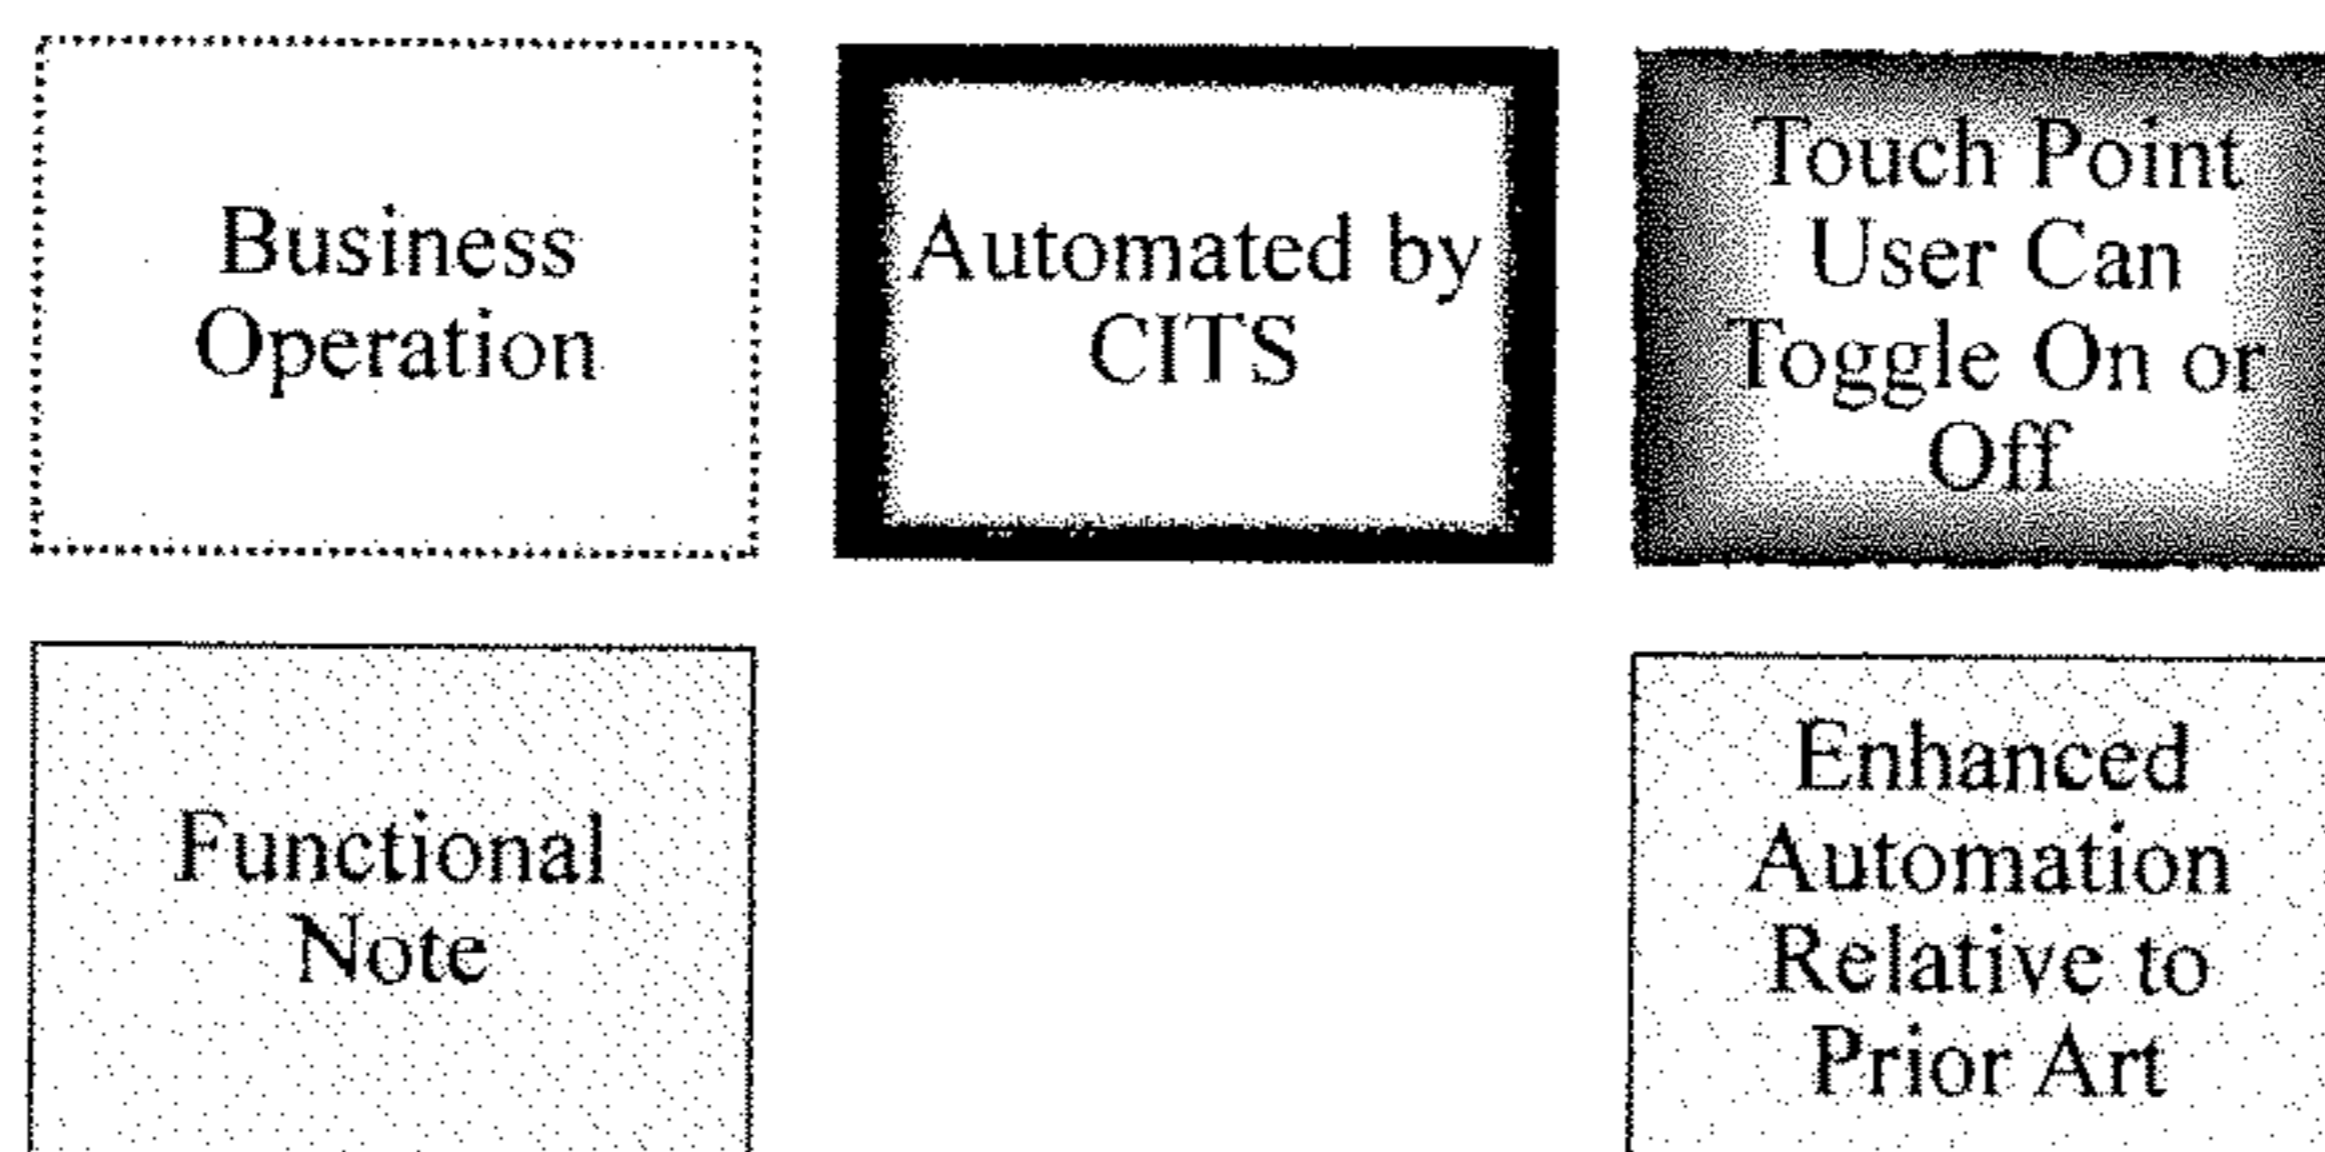 Business
Operation
Automated by
CITS
Touch Point
User Can
Toggle On or
Off
Functional
Note
Enhanced
Automation
Relative to
Prior Art